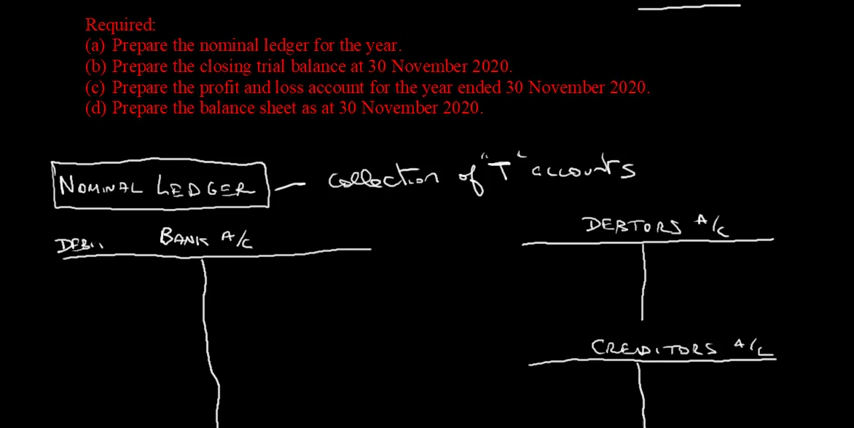 Required:
(a) Prepare the nominal ledger for the year.
(b) Prepare the closing trial balance at 30 November 2020.
(c) Prepare the profit and loss account for the year ended 30 November 2020.
(d) Prepare the balance sheet as at 30 November 2020.
NOMINAL LEDGER — collection of "T" accounts
BANK A/C
DEBTORS A/C
CREDITORS A/C